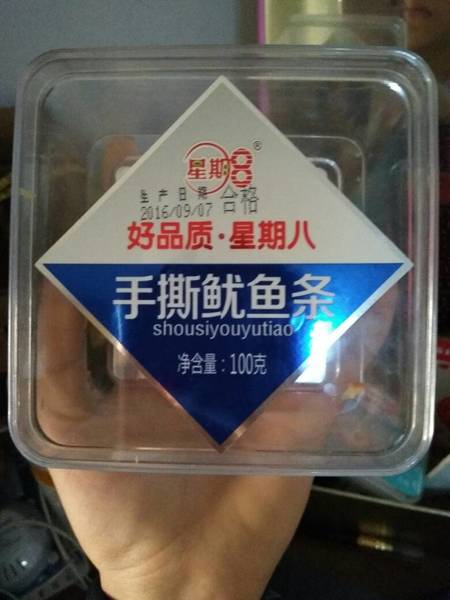 星期8®
生产日期
2016/09/07 合格
好品质·星期八
手撕鱿鱼条
shousiyouyutiao
净含量：100克